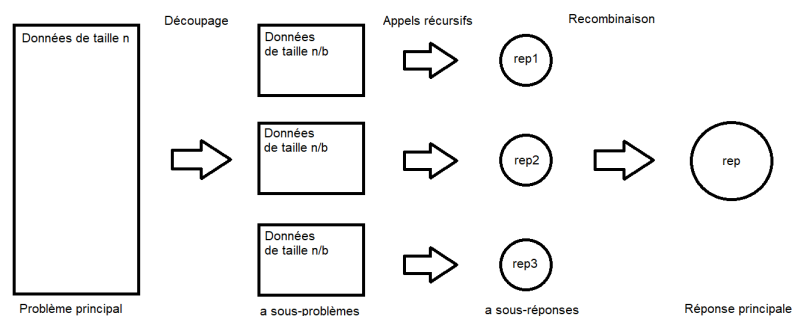 Découpage
Appels récursifs
Recombinaison
Données de taille n
Données
de taille n/b
rep1
Données
de taille n/b
rep2
rep
Données
de taille n/b
rep3
Problème principal
a sous-problèmes
a sous-réponses
Réponse principale